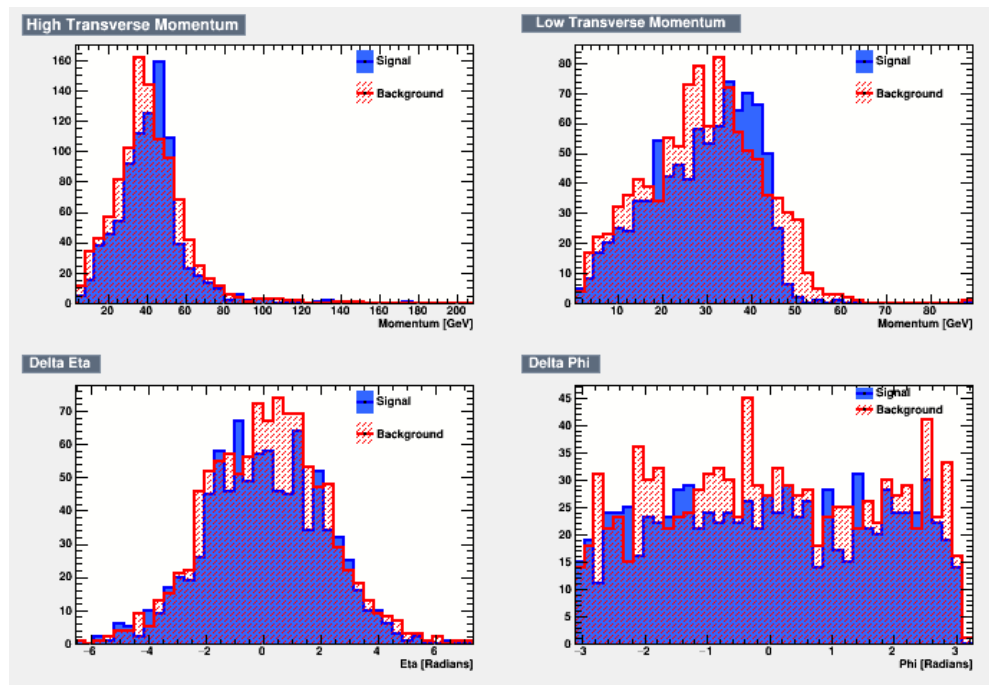 High Transverse Momentum
Signal
Background
160
140
120
100
80
60
40
20
0
20 40 60 80 100 120 140 160 180 200
Momentum [GeV]
Low Transverse Momentum
Signal
Background
80
70
60
50
40
30
20
10
0
10 20 30 40 50 60 70 80
Momentum [GeV]
Delta Eta
Signal
Background
70
60
50
40
30
20
10
0
−6 −4 −2 0 2 4 6
Eta [Radians]
Delta Phi
Signal
Background
45
40
35
30
25
20
15
10
5
0
−3 −2 −1 0 1 2 3
Phi [Radians]